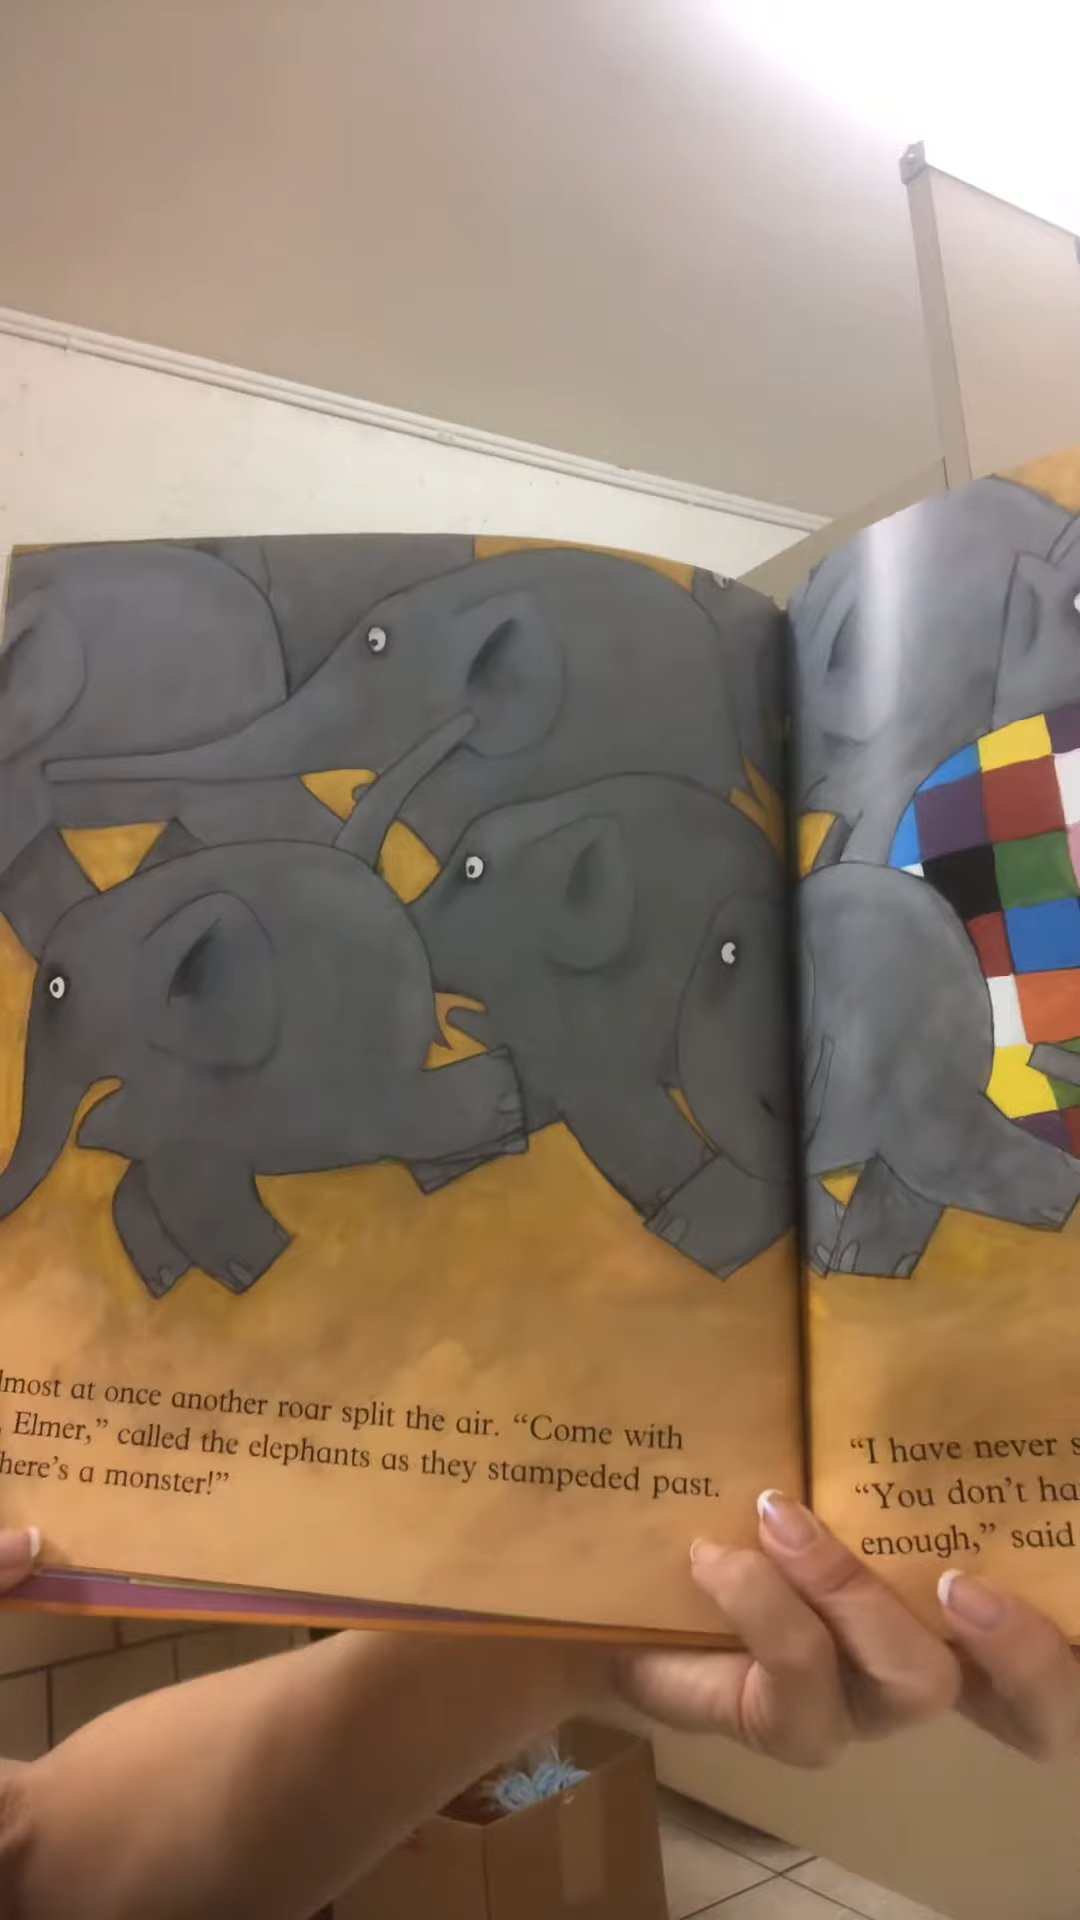 lmost at once another roar split the air. “Come with
, Elmer,” called the elephants as they stampeded past.
here’s a monster!”
“I have never s
“You don’t ha
enough,” said